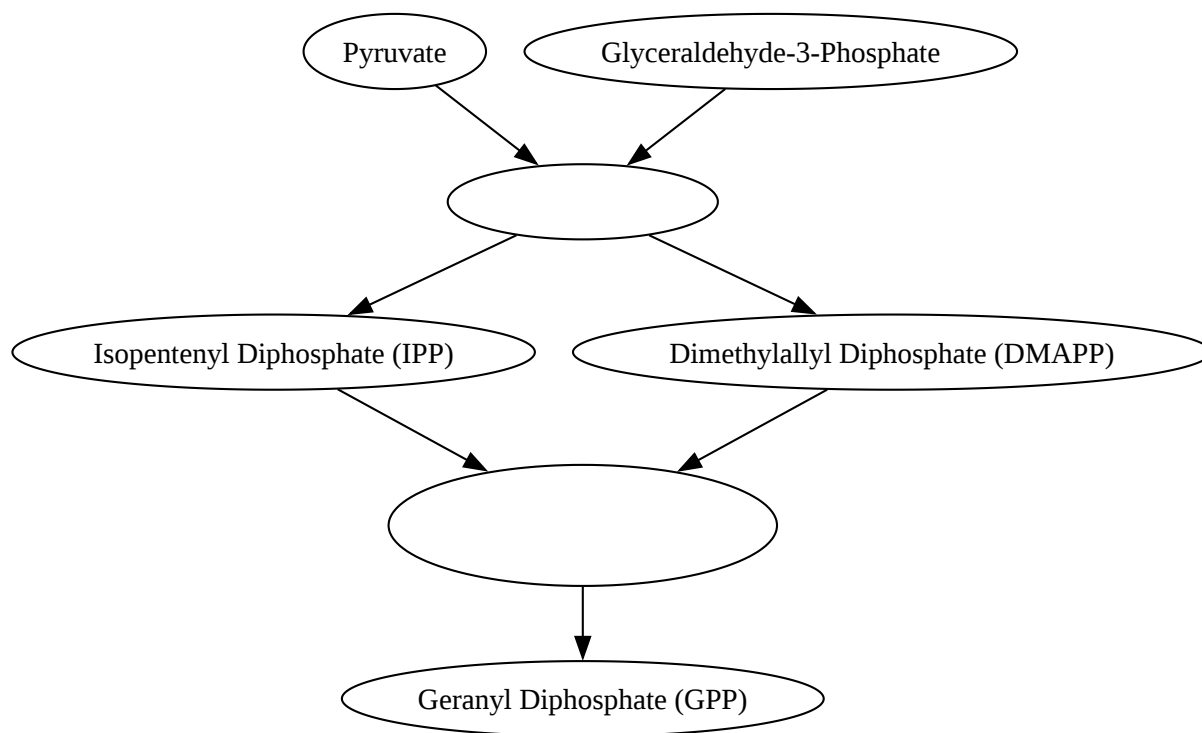 Pyruvate
Glyceraldehyde-3-Phosphate
Isopentenyl Diphosphate (IPP)
Dimethylallyl Diphosphate (DMAPP)
Geranyl Diphosphate (GPP)